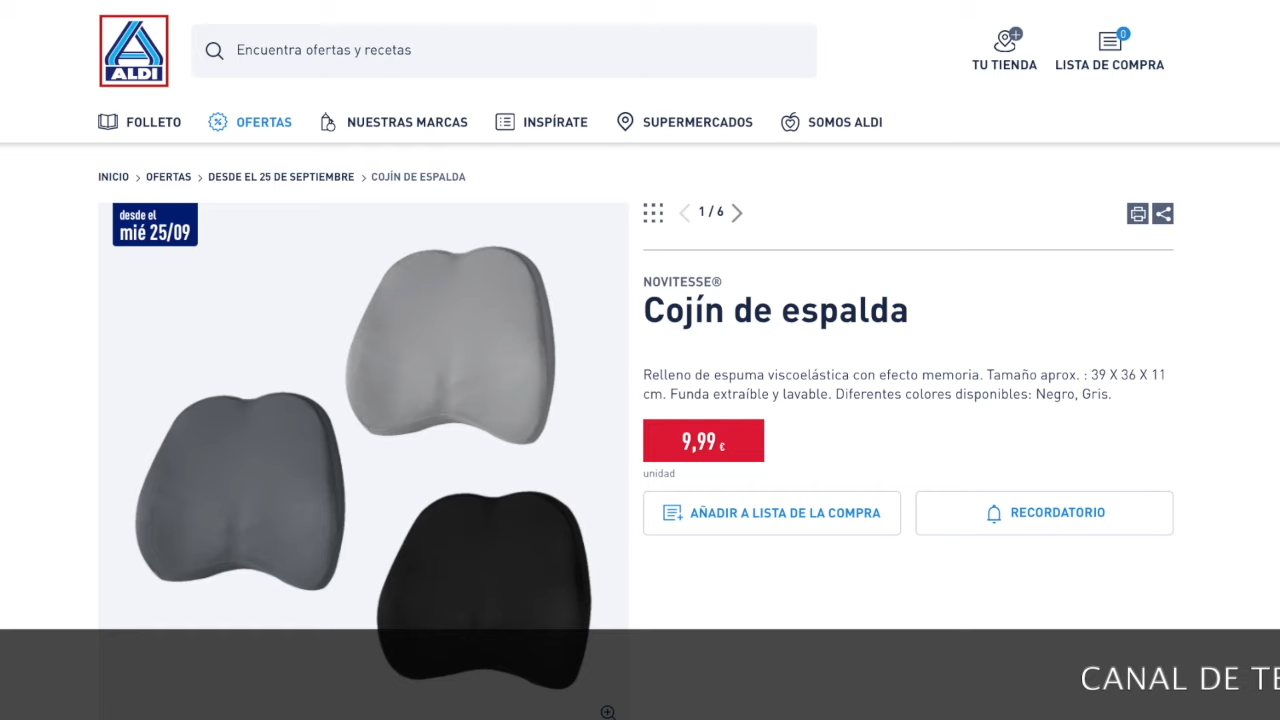 ALDI
Encuentra ofertas y recetas
TU TIENDA
0
LISTA DE COMPRA
FOLLETO
OFERTAS
NUESTRAS MARCAS
INSPÍRATE
SUPERMERCADOS
SOMOS ALDI
INICIO > OFERTAS > DESDE EL 25 DE SEPTIEMBRE > COJÍN DE ESPALDA
desde el
mié 25/09
1 / 6
NOVITESSE®
Cojín de espalda
Relleno de espuma viscoelástica con efecto memoria. Tamaño aprox. : 39 X 36 X 11
cm. Funda extraíble y lavable. Diferentes colores disponibles: Negro, Gris.
9,99 €
unidad
AÑADIR A LISTA DE LA COMPRA
RECORDATORIO
CANAL DE TE